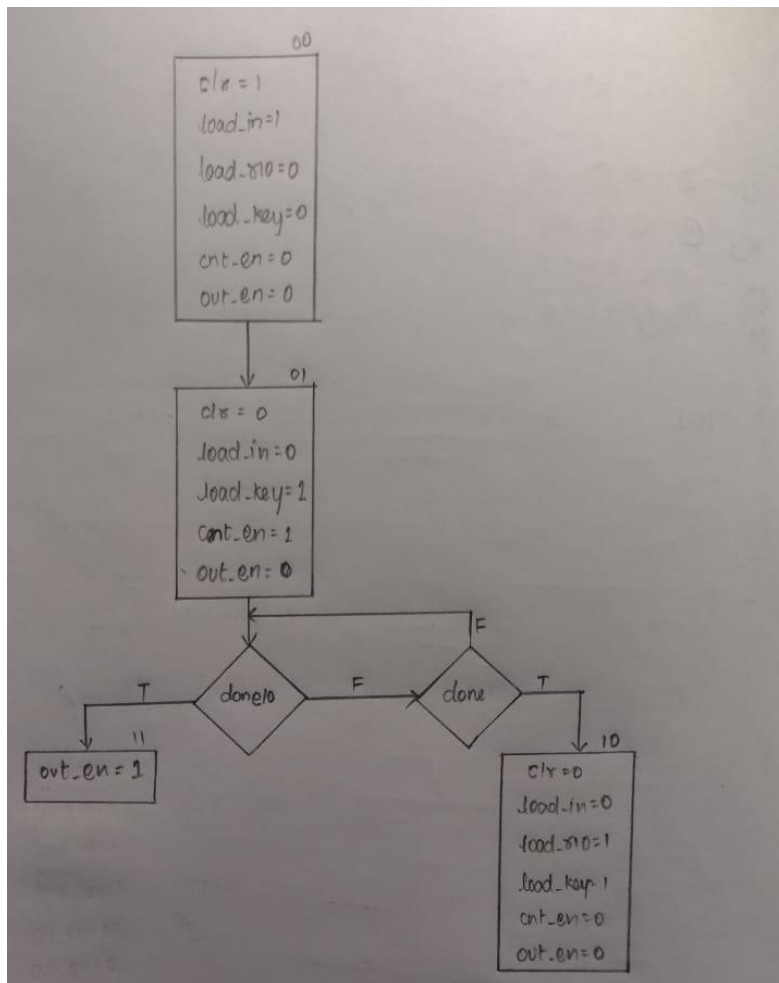 00
clr = 1
load_in=1
load_r10=0
load_key=0
cnt_en=0
out_en=0
01
clr = 0
load_in=0
load_key=1
cnt_en=1
out_en=0
F
T
done10
F
done
T
11
out_en=1
10
clr=0
load_in=0
load_r10=1
load_key=1
cnt_en=0
out_en=0